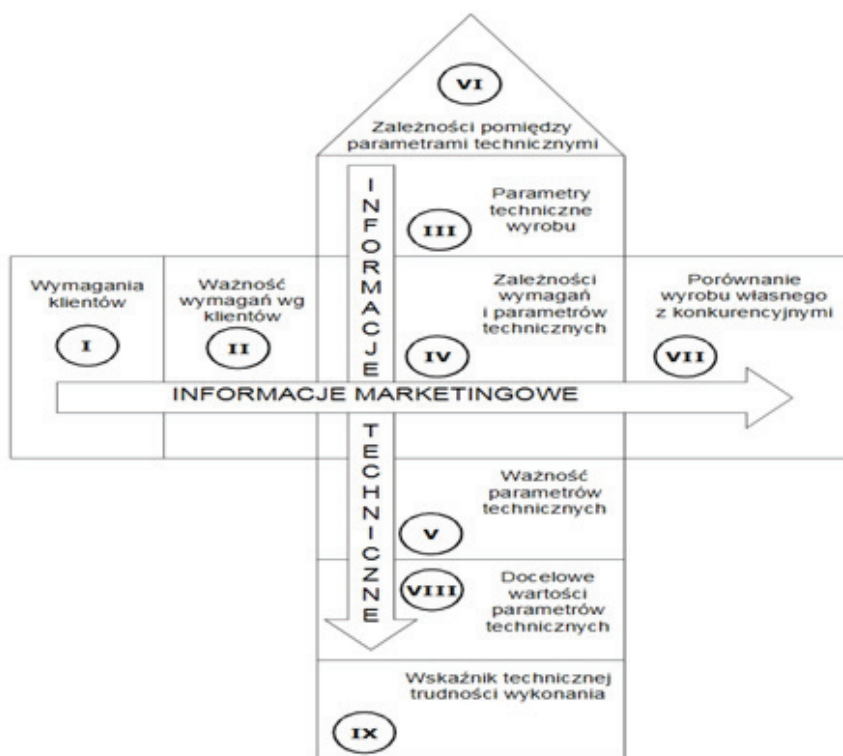 VI
Zależności pomiędzy
parametrami technicznymi
INFORMACJE TECHNICZNE
Parametry
techniczne
wyrobu
III
Wymagania
klientów
I
Ważność
wymagań wg
klientów
II
Zależności
wymagań
i parametrów
technicznych
IV
Porównanie
wyrobu własnego
z konkurencyjnymi
VII
INFORMACJE MARKETINGOWE
Ważność
parametrów
technicznych
V
VIII
Docelowe
wartości
parametrów
technicznych
Wskaźnik technicznej
trudności wykonania
IX